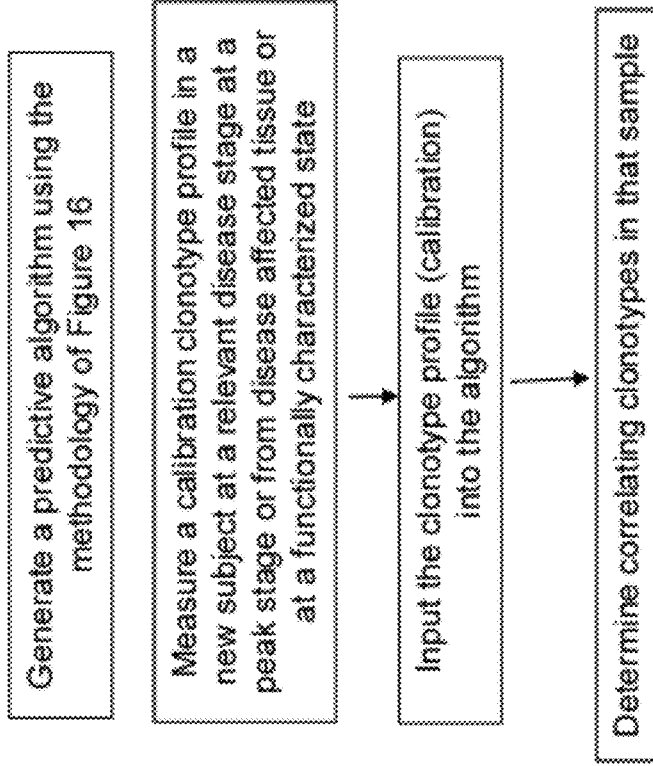 Generate a predictive algorithm using the
methodology of Figure 16
Measure a calibration clonotype profile in a
new subject at a relevant disease stage at a
peak stage or from disease affected tissue or
at a functionally characterized state
Input the clonotype profile (calibration)
into the algorithm
Determine correlating clonotypes in that sample